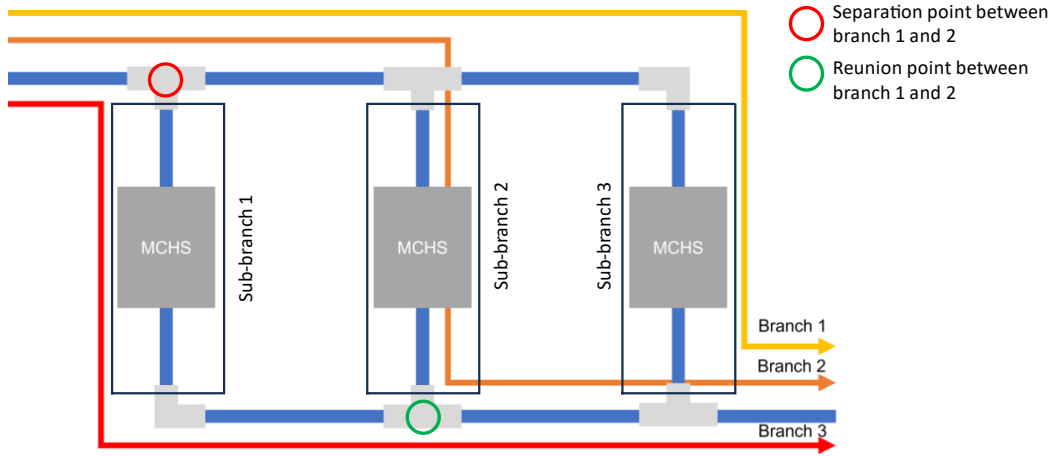 Separation point between
branch 1 and 2
Reunion point between
branch 1 and 2
MCHS
Sub-branch 1
MCHS
Sub-branch 2
Sub-branch 3
MCHS
Branch 1
Branch 2
Branch 3